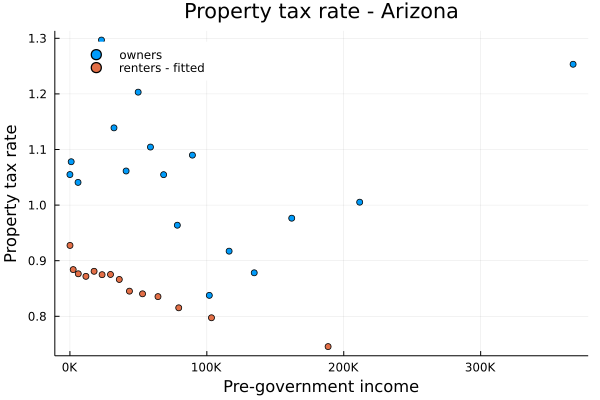 Property tax rate - Arizona
owners
renters - fitted
Property tax rate
1.3
1.2
1.1
1.0
0.9
0.8
0K
100K
200K
300K
Pre-government income